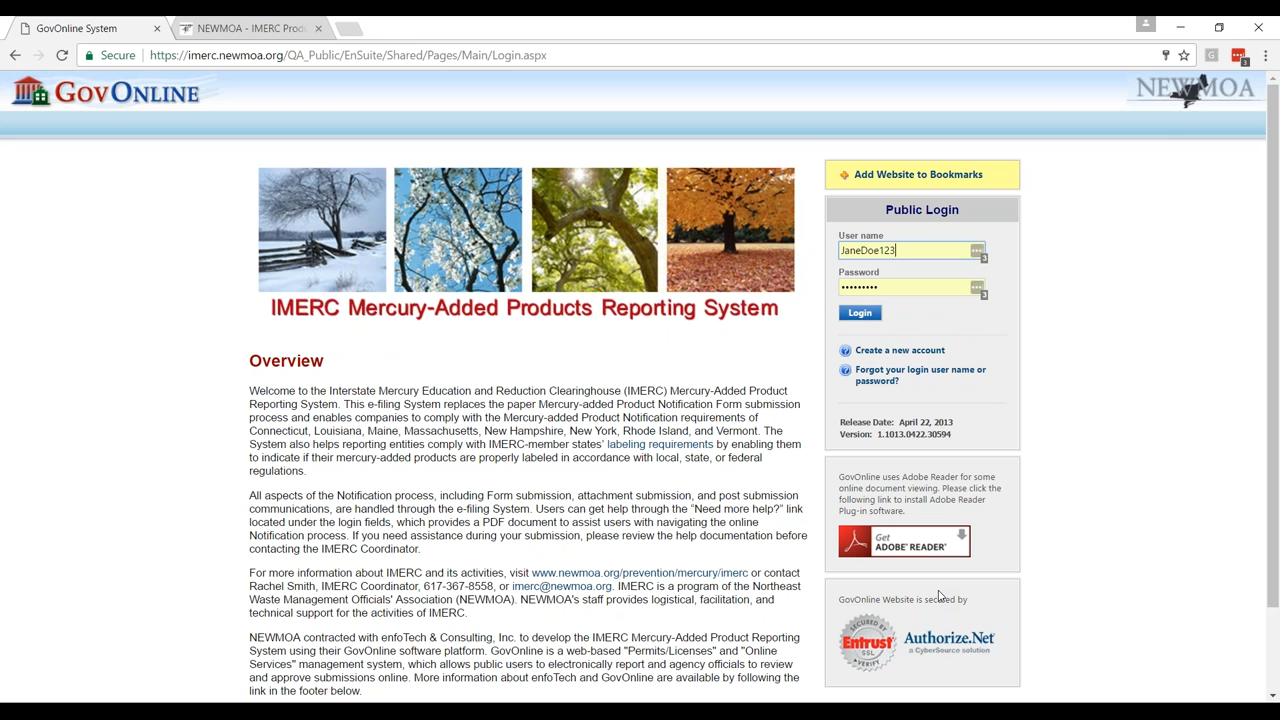 GovOnline System
NEWMOA - IMERC Prod
Secure
https://imerc.newmoa.org/QA_Public/EnSuite/Shared/Pages/Main/Login.aspx
G
3
GOVONLINE
NEWMOA
IMERC Mercury-Added Products Reporting System
Overview
Welcome to the Interstate Mercury Education and Reduction Clearinghouse (IMERC) Mercury-Added Product
Reporting System. This e-filing System replaces the paper Mercury-added Product Notification Form submission
process and enables companies to comply with the Mercury-added Product Notification requirements of
Connecticut, Louisiana, Maine, Massachusetts, New Hampshire, New York, Rhode Island, and Vermont. The
System also helps reporting entities comply with IMERC-member states' labeling requirements by enabling them
to indicate if their mercury-added products are properly labeled in accordance with local, state, or federal
regulations.
All aspects of the Notification process, including Form submission, attachment submission, and post submission
communications, are handled through the e-filing System. Users can get help through the "Need more help?" link
located under the login fields, which provides a PDF document to assist users with navigating the online
Notification process. If you need assistance during your submission, please review the help documentation before
contacting the IMERC Coordinator.
For more information about IMERC and its activities, visit www.newmoa.org/prevention/mercury/imerc or contact
Rachel Smith, IMERC Coordinator, 617-367-8558, or imerc@newmoa.org. IMERC is a program of the Northeast
Waste Management Officials' Association (NEWMOA). NEWMOA's staff provides logistical, facilitation, and
technical support for the activities of IMERC.
NEWMOA contracted with enfoTech & Consulting, Inc. to develop the IMERC Mercury-Added Product Reporting
System using their GovOnline software platform. GovOnline is a web-based "Permits/Licenses" and "Online
Services" management system, which allows public users to electronically report and agency officials to review
and approve submissions online. More information about enfoTech and GovOnline are available by following the
link in the footer below.
Add Website to Bookmarks
Public Login
User name
JaneDoe123
3
Password
•••••••••
3
Login
Create a new account
Forgot your login user name or
password?
Release Date: April 22, 2013
Version: 1.1013.0422.30594
GovOnline uses Adobe Reader for some
online document viewing. Please click the
following link to install Adobe Reader
Plug-in software.
Get
ADOBE® READER®
GovOnline Website is secured by
SECURED BY
Entrust
SSL
VERIFY
Authorize.Net
a CyberSource solution